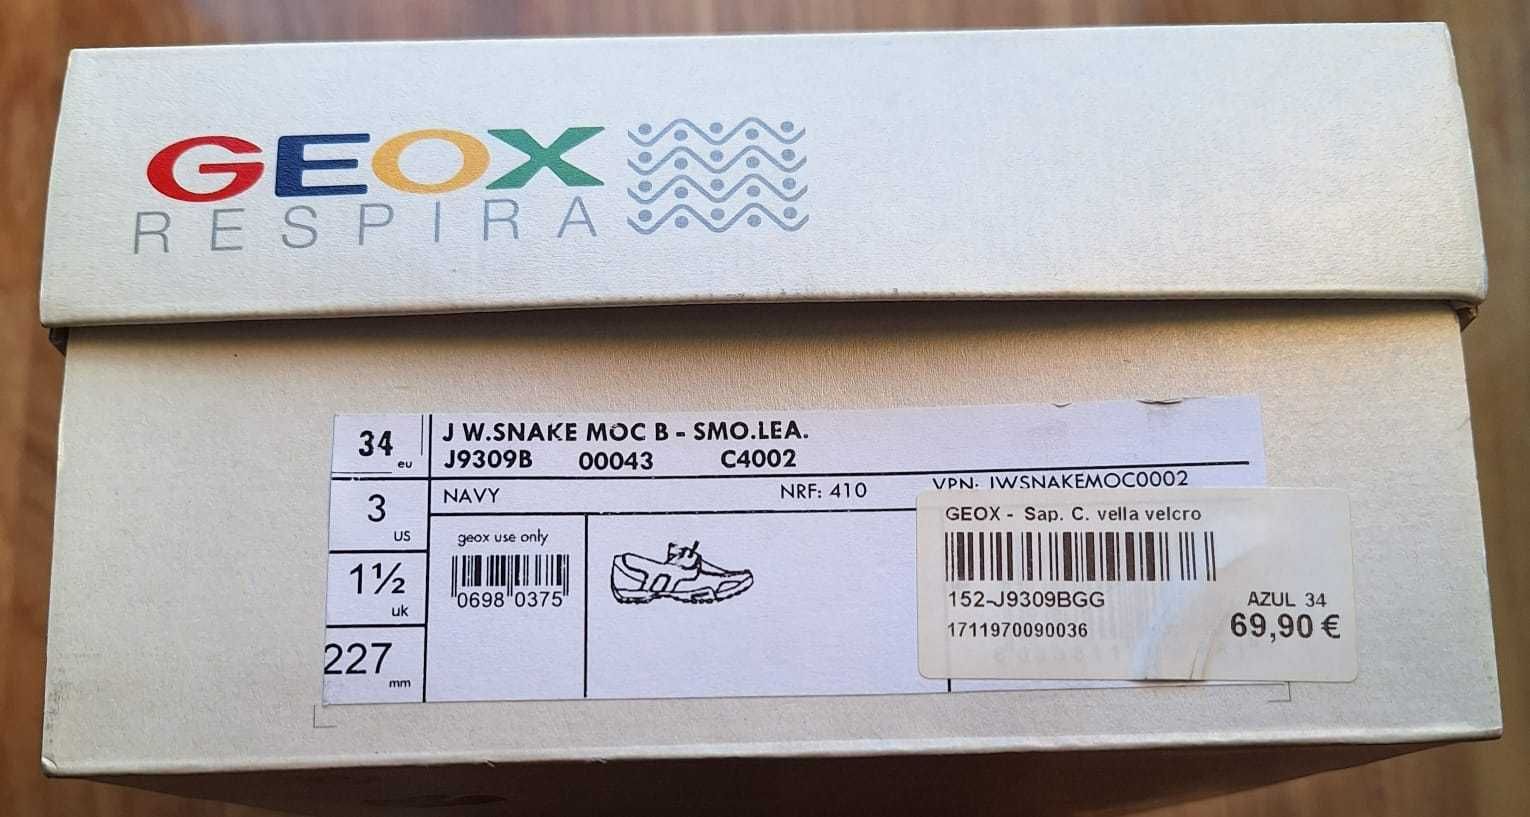 GEOX
RESPIRA
34 eu
J W.SNAKE MOC B - SMO.LEA.
J9309B 00043 C4002
3 US
NAVY NRF: 410 VPN: JWSNAKEMOC0002
1½ uk
geox use only
0698 0375
227 mm
GEOX - Sap. C. vella velcro
152-J9309BGG
AZUL 34
1711970090036
69,90 €